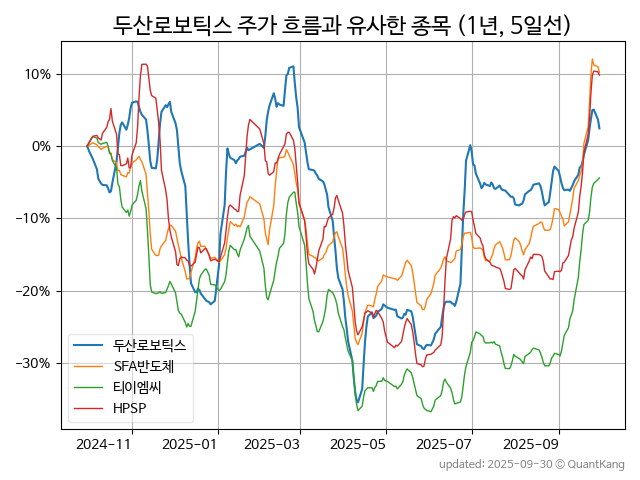 두산로보틱스 주가 흐름과 유사한 종목 (1년, 5일선)
10%
0%
−10%
−20%
−30%
두산로보틱스
SFA반도체
티이엠씨
HPSP
2024-11
2025-01
2025-03
2025-05
2025-07
2025-09
updated: 2025-09-30 © QuantKang